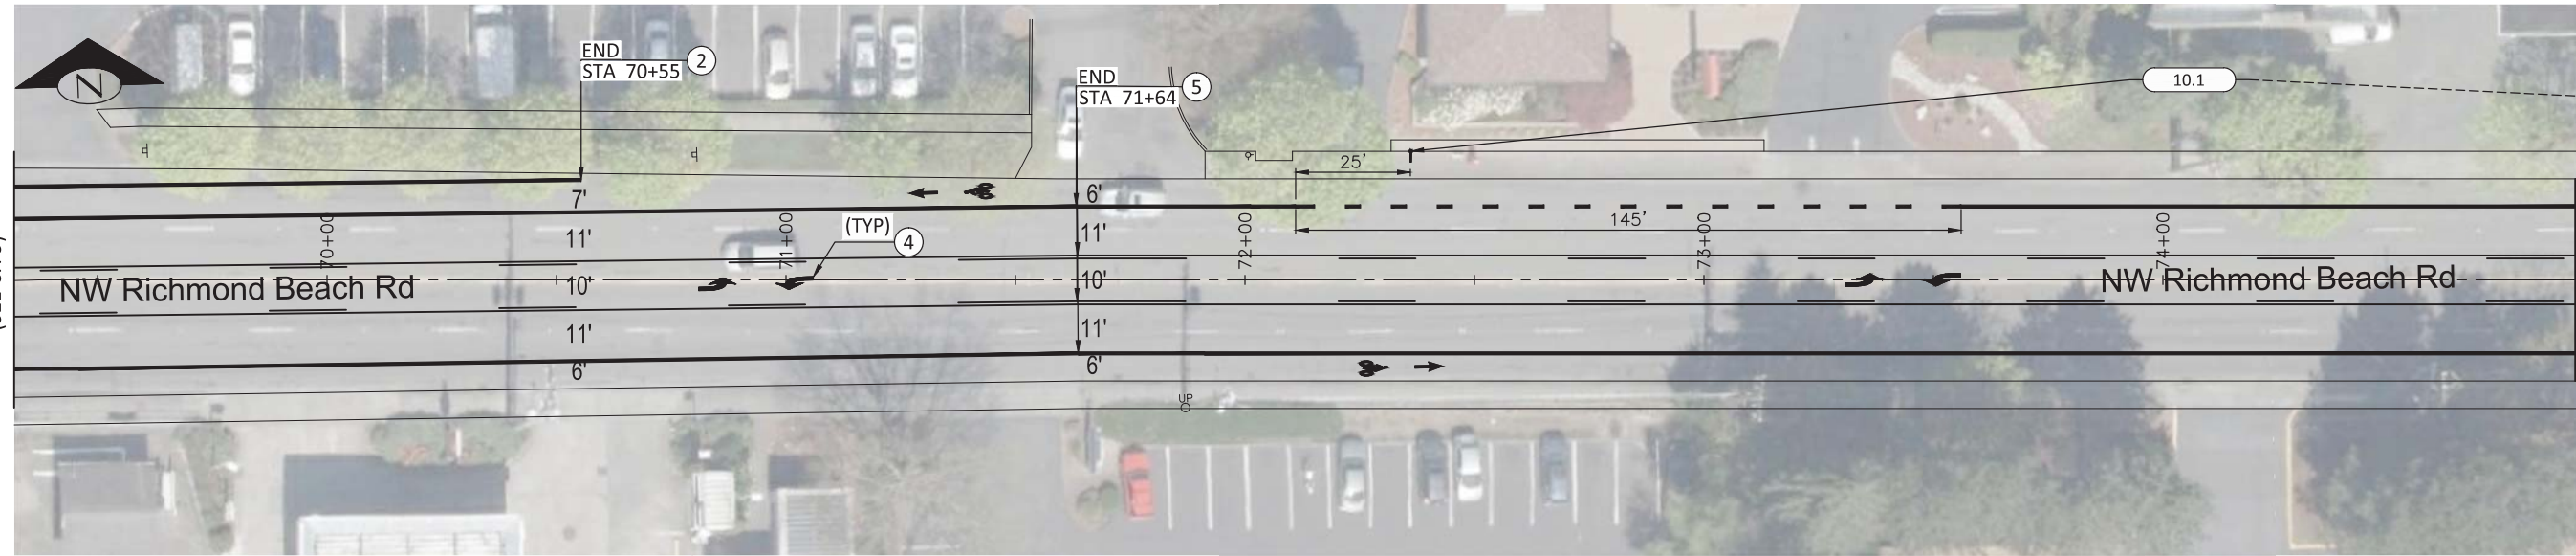 N
END
STA 70+55
2
END
STA 71+64
5
10.1
25'
7'
6'
(TYP)
4
11'
11'
145'
70+00
71+00
72+00
73+00
74+00
NW Richmond Beach Rd
10'
10'
NW Richmond Beach Rd
11'
11'
6'
6'
UP